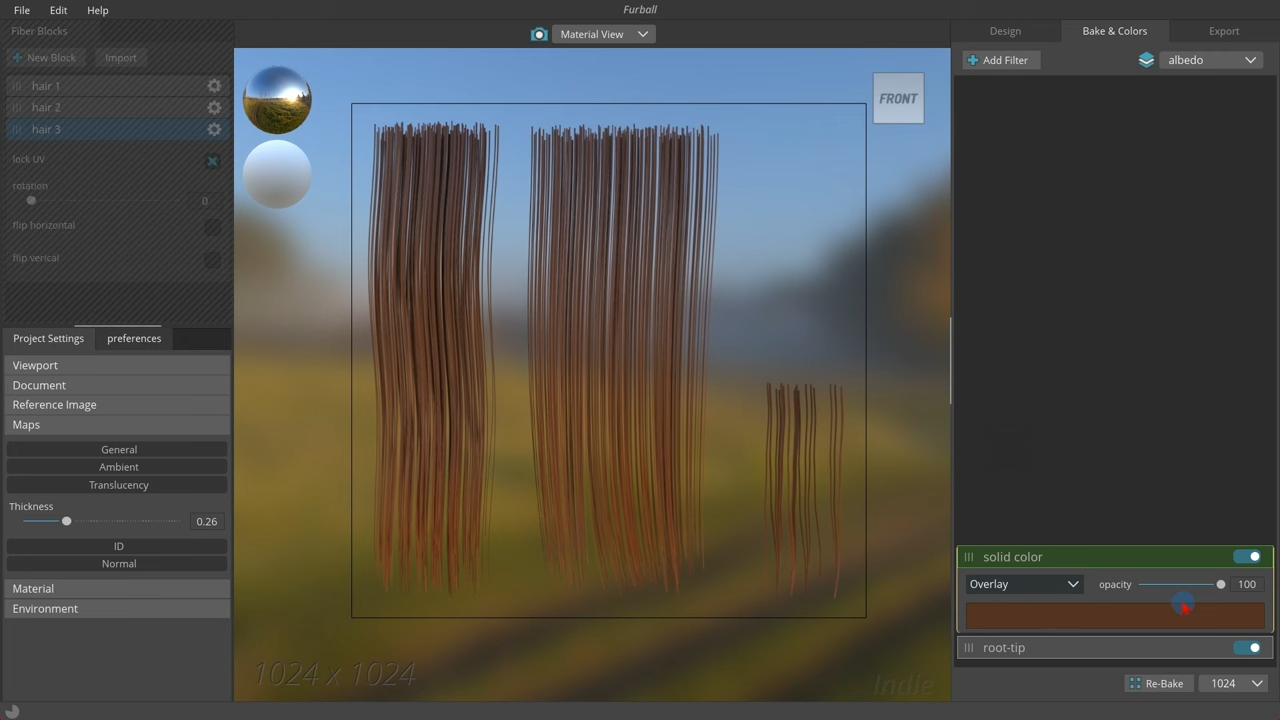 File Edit Help
Furball
Fiber Blocks
New Block Import
hair 1
hair 2
hair 3
lock UV
rotation
0
flip horizontal
flip verical
Project Settings preferences
Viewport
Document
Reference Image
Maps
General
Ambient
Translucency
Thickness
0.26
ID
Normal
Material
Environment
Material View
FRONT
1024 x 1024
Indie
Design Bake & Colors Export
Add Filter albedo
solid color
Overlay opacity 100
root-tip
Re-Bake 1024